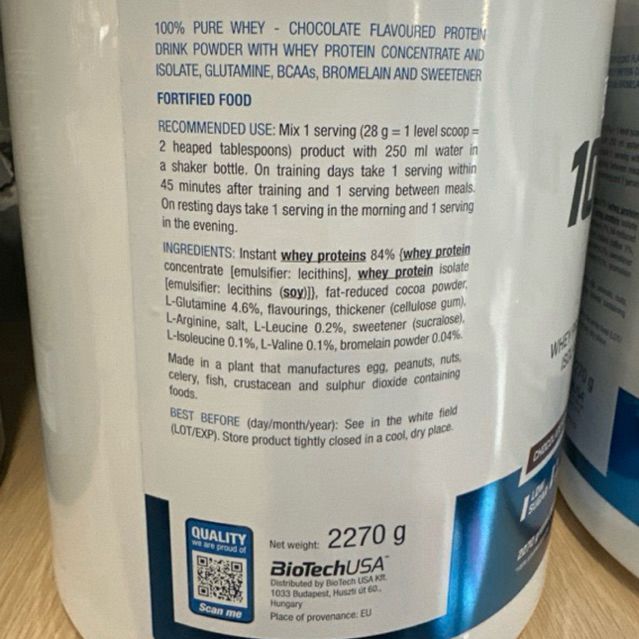 100% PURE WHEY - CHOCOLATE FLAVOURED PROTEIN
DRINK POWDER WITH WHEY PROTEIN CONCENTRATE AND
ISOLATE, GLUTAMINE, BCAAs, BROMELAIN AND SWEETENER
FORTIFIED FOOD
RECOMMENDED USE: Mix 1 serving (28 g = 1 level scoop =
2 heaped tablespoons) product with 250 ml water in
a shaker bottle. On training days take 1 serving within
45 minutes after training and 1 serving between meals.
On resting days take 1 serving in the morning and 1 serving
in the evening.
INGREDIENTS: Instant whey proteins 84% {whey protein
concentrate [emulsifier: lecithins], whey protein isolate
[emulsifier: lecithins (soy)]}, fat-reduced cocoa powder,
L-Glutamine 4.6%, flavourings, thickener (cellulose gum),
L-Arginine, salt, L-Leucine 0.2%, sweetener (sucralose),
L-Isoleucine 0.1%, L-Valine 0.1%, bromelain powder 0.04%.
Made in a plant that manufactures egg, peanuts, nuts,
celery, fish, crustacean and sulphur dioxide containing
foods.
BEST BEFORE (day/month/year): See in the white field
(LOT/EXP). Store product tightly closed in a cool, dry place.
QUALITY
we are proud of
Scan me
Net weight: 2270 g
BioTechUSA™
Distributed by BioTech USA Kft.
1033 Budapest, Huszti út 60.,
Hungary
Place of provenance: EU
10
WHEY
LOW
SUGAR